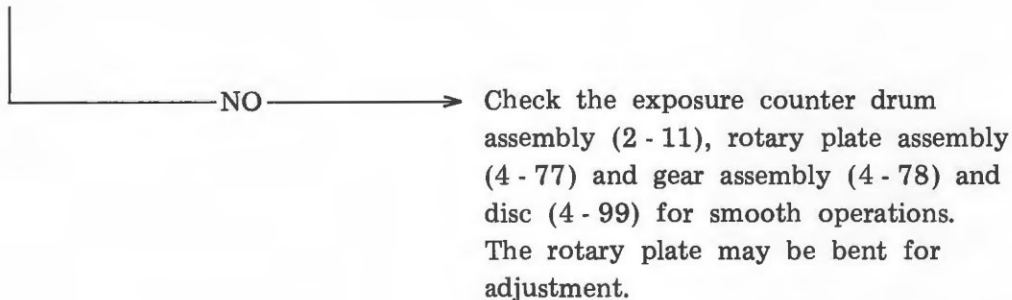 NO
Check the exposure counter drum
assembly (2 - 11), rotary plate assembly
(4 - 77) and gear assembly (4 - 78) and
disc (4 - 99) for smooth operations.
The rotary plate may be bent for
adjustment.